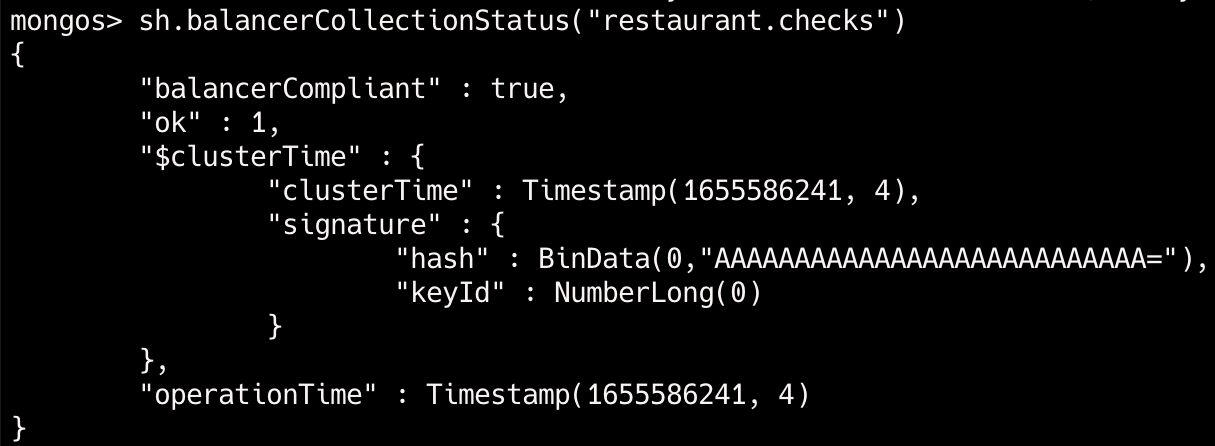 mongos> sh.balancerCollectionStatus("restaurant.checks")
{
        "balancerCompliant" : true,
        "ok" : 1,
        "$clusterTime" : {
                "clusterTime" : Timestamp(1655586241, 4),
                "signature" : {
                        "hash" : BinData(0,"AAAAAAAAAAAAAAAAAAAAAAAAAAA="),
                        "keyId" : NumberLong(0)
                }
        },
        "operationTime" : Timestamp(1655586241, 4)
}